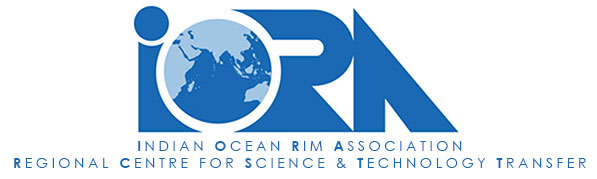 iORA
INDIAN OCEAN RIM ASSOCIATION
REGIONAL CENTRE FOR SCIENCE & TECHNOLOGY TRANSFER